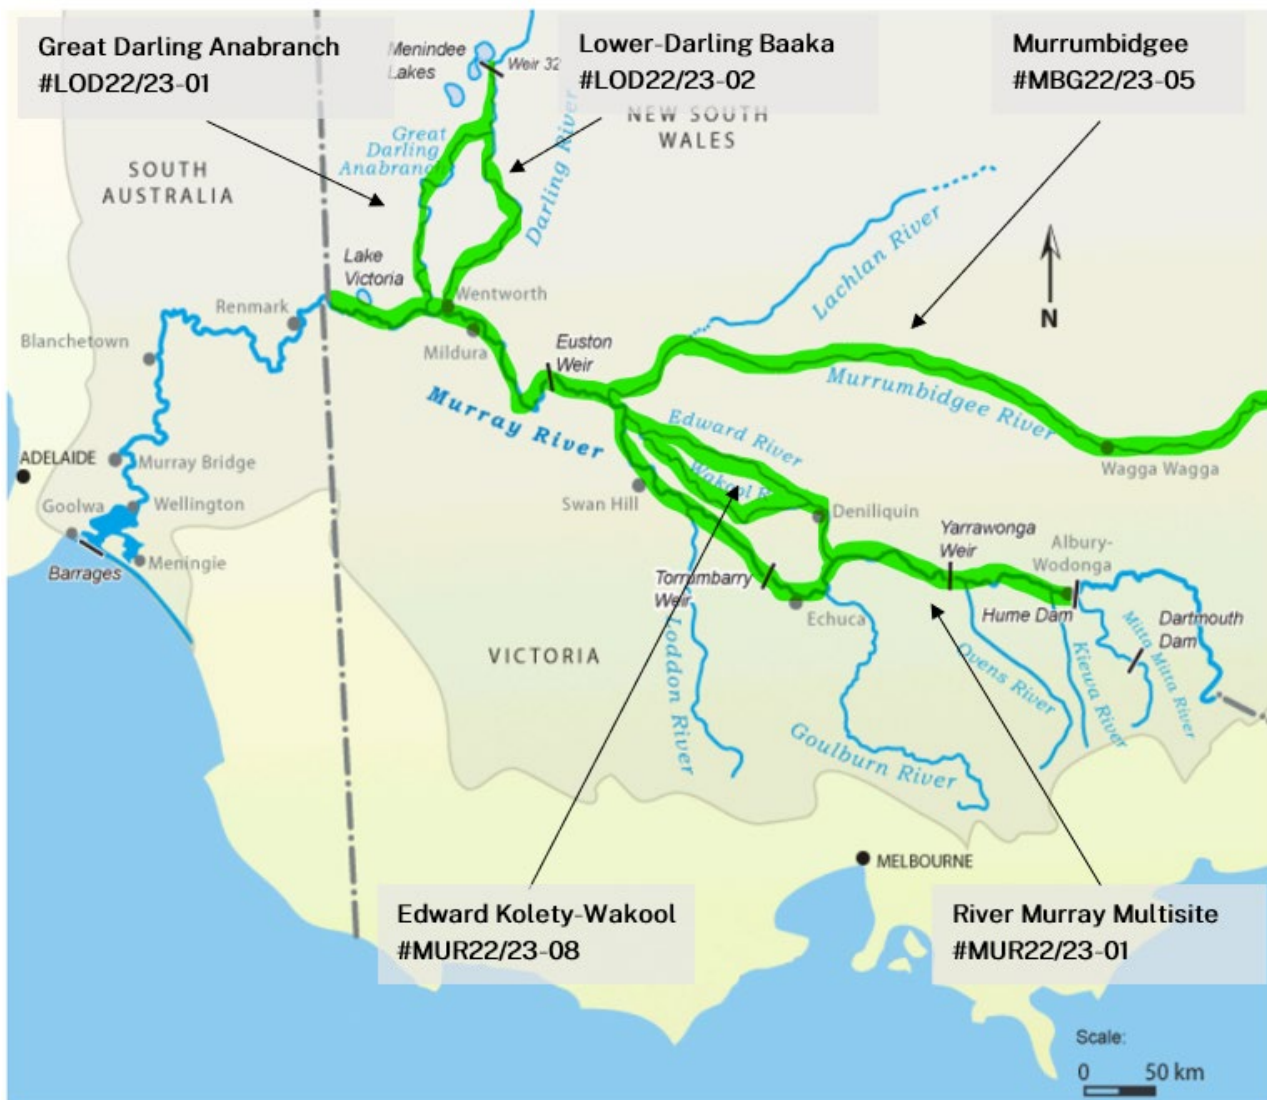 Great Darling Anabranch
#LOD22/23-01
Menindee
Lakes
Weir 32
Lower-Darling Baaka
#LOD22/23-02
Murrumbidgee
#MBG22/23-05
NEW SOUTH
WALES
SOUTH
AUSTRALIA
Great
Darling
Anabranch
Darling River
Lachlan River
N
Lake
Victoria
Renmark
Wentworth
Blanchetown
Mildura
Euston
Weir
Murray River
Murrumbidgee River
Edward River
Wakool R
Wagga Wagga
ADELAIDE
Murray Bridge
Goolwa
Wellington
Swan Hill
Deniliquin
Yarrawonga
Weir
Albury-
Wodonga
Barrages
Meningie
Torrumbarry
Weir
Echuca
Hume Dam
Dartmouth
Dam
VICTORIA
Loddon River
Goulburn River
Ovens River
Kiewa River
Mitta Mitta River
MELBOURNE
Edward Kolety-Wakool
#MUR22/23-08
River Murray Multisite
#MUR22/23-01
Scale:
0 50 km